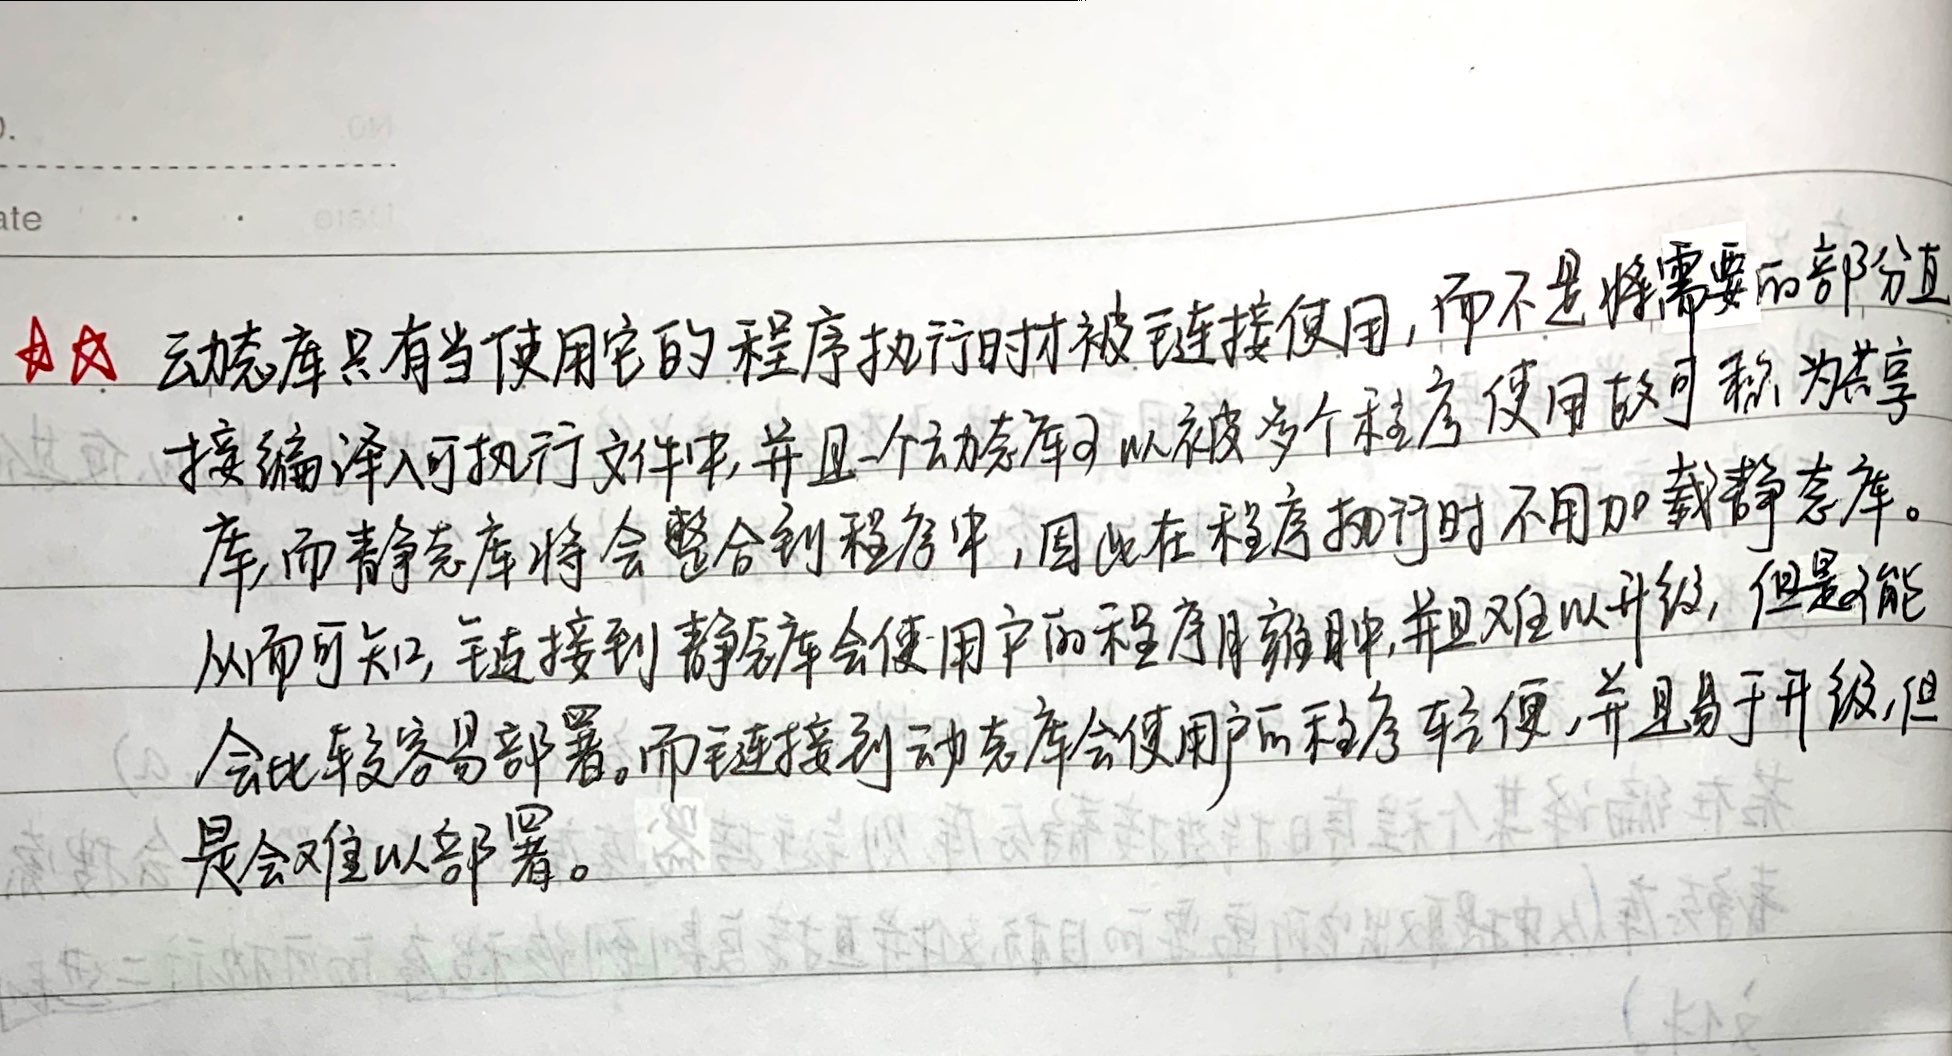 ate
☆☆ 动态库只有当使用它的程序执行时才被链接使用,而不是将需要的部分直
接编译入可执行文件中,并且一个动态库可以被多个程序使用故可称为共享
库,而静态库将会整合到程序中,因此在程序执行时不用加载静态库。
从而可知,链接到静态库会使用户的程序臃肿,并且难以升级,但是可能
会比较容易部署。而链接到动态库会使用户的程序轻便,并且易于升级,但
是会难以部署。